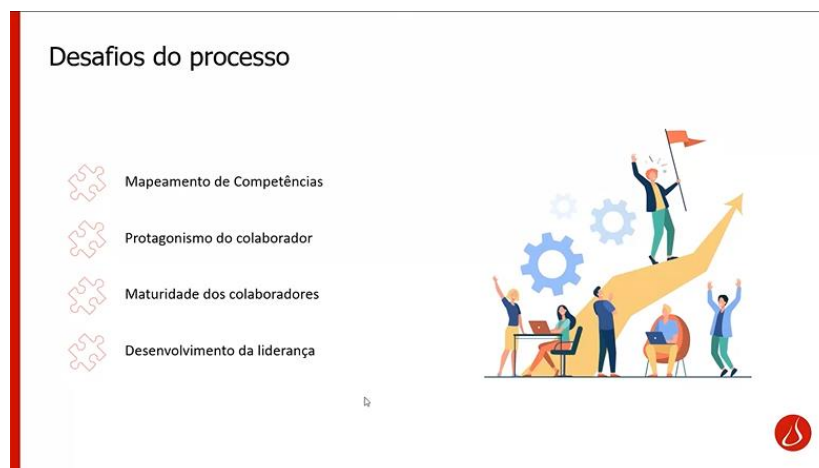 Desafios do processo
Mapeamento de Competências
Protagonismo do colaborador
Maturidade dos colaboradores
Desenvolvimento da liderança